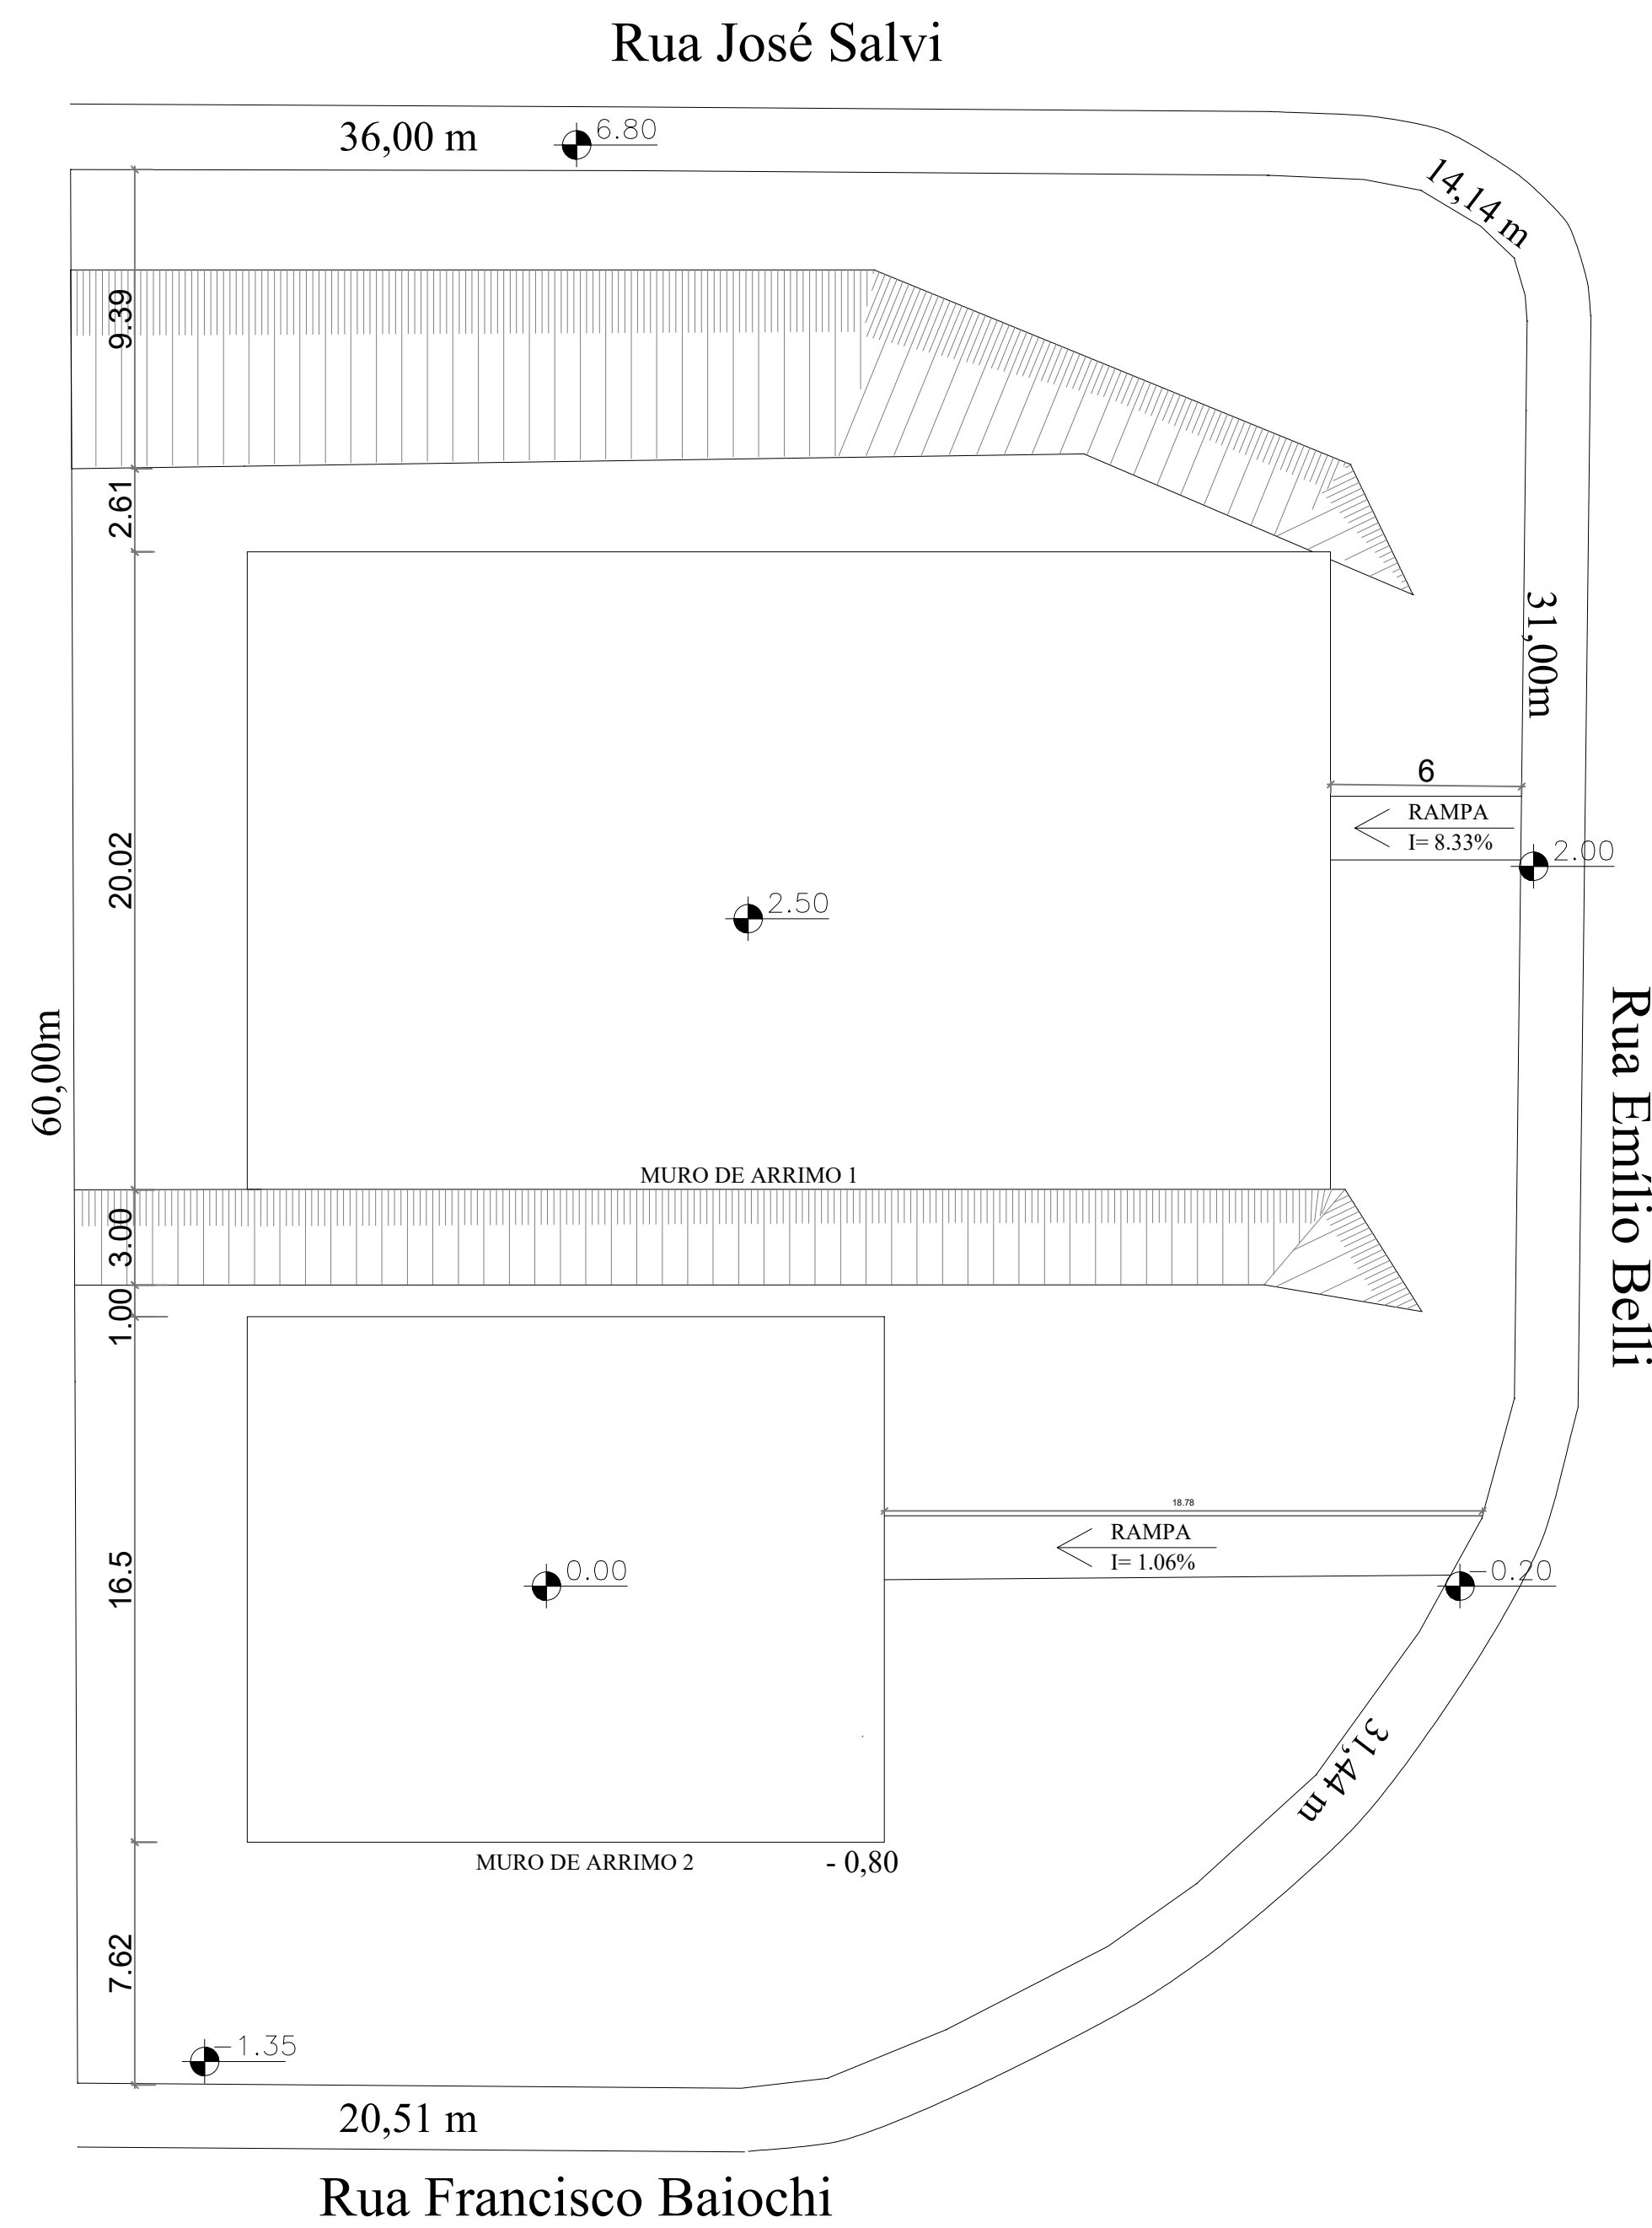 Rua José Salvi
36,00 m
6.80
14,14 m
9.39
2.61
31,00m
6
RAMPA
I= 8.33%
2.00
20.02
2.50
Rua Emílio Belli
60,00m
MURO DE ARRIMO 1
3.00
1.00
18.78
RAMPA
I= 1.06%
16.5
0.00
-0.20
31,44 m
MURO DE ARRIMO 2
- 0,80
7.62
-1.35
20,51 m
Rua Francisco Baiochi